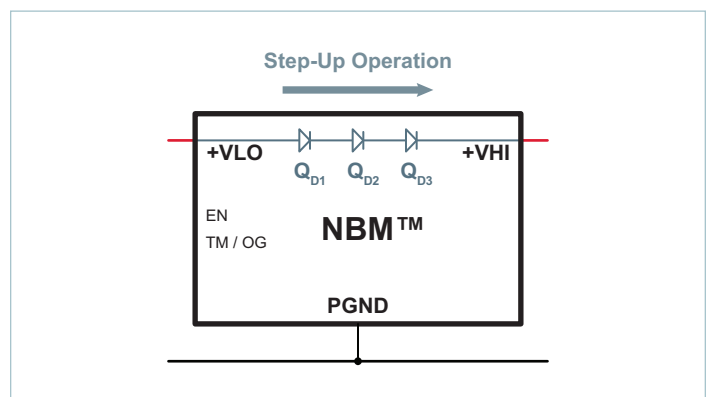 Step-Up Operation
+VLO
+VHI
QD1 QD2 QD3
EN
TM / OG
NBM™
PGND